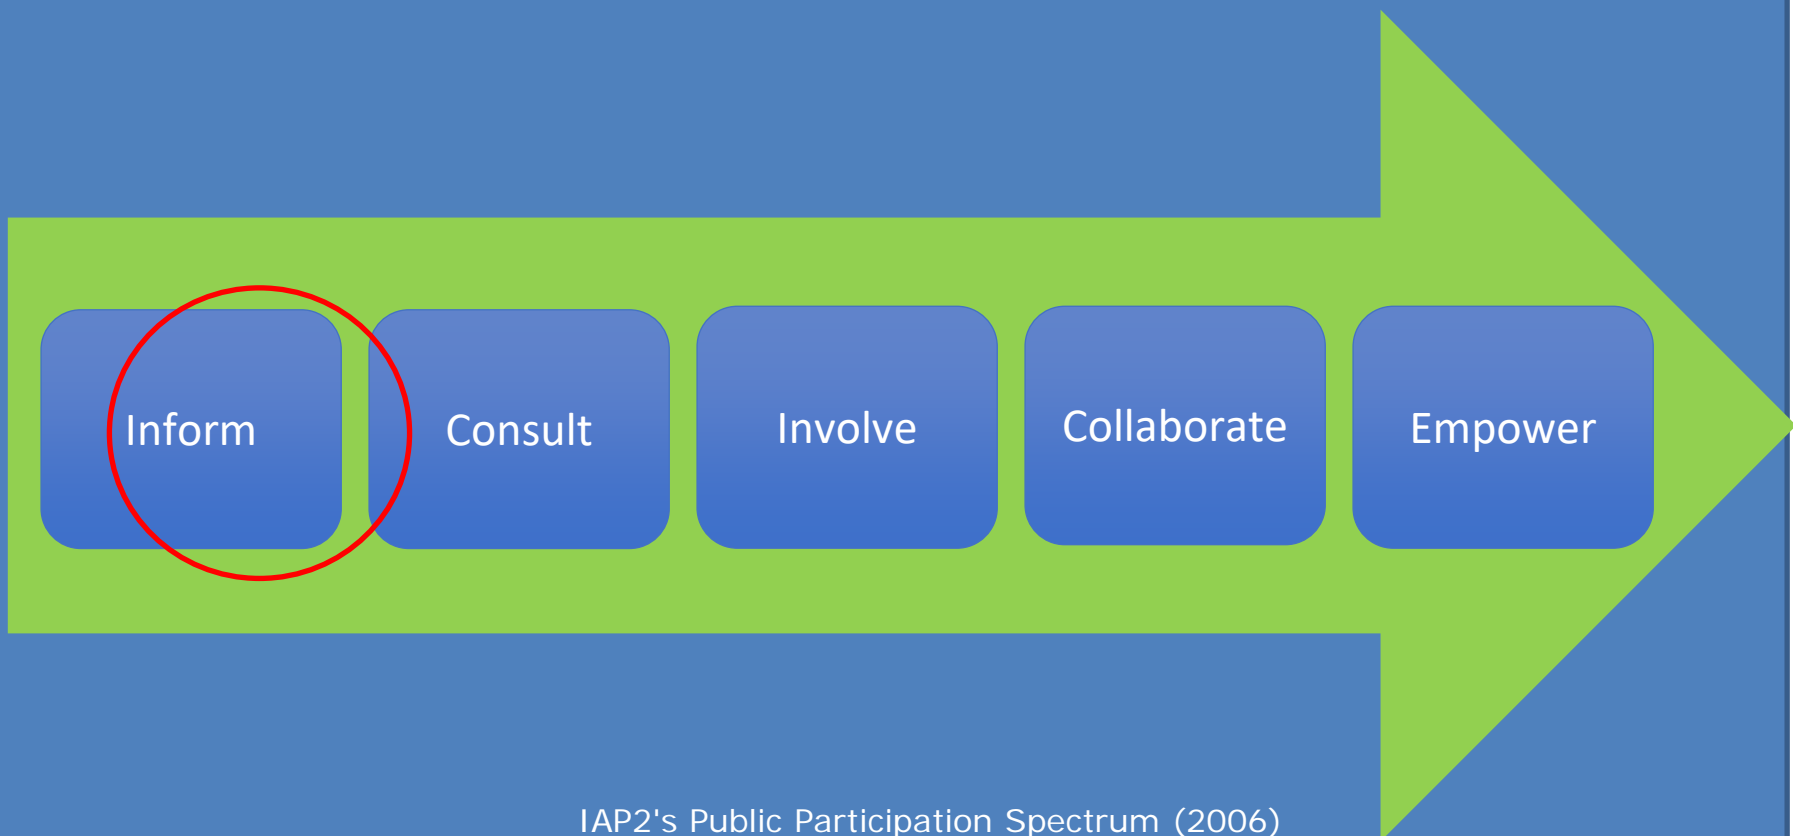 Inform
Consult
Involve
Collaborate
Empower
IAP2's Public Participation Spectrum (2006)